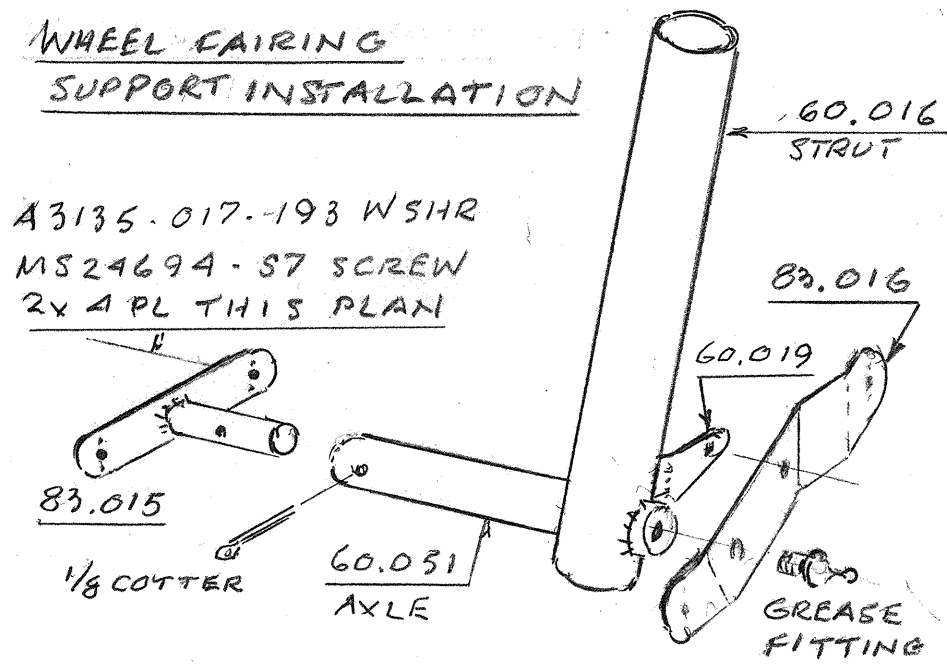 WHEEL FAIRING
SUPPORT INSTALLATION
60.016
STRUT
A3135-017-193 WSHR
MS24694-S7 SCREW
2x 4 PL THIS PLAN
83.016
60.019
83.015
1/8 COTTER
60.051
AXLE
GREASE
FITTING